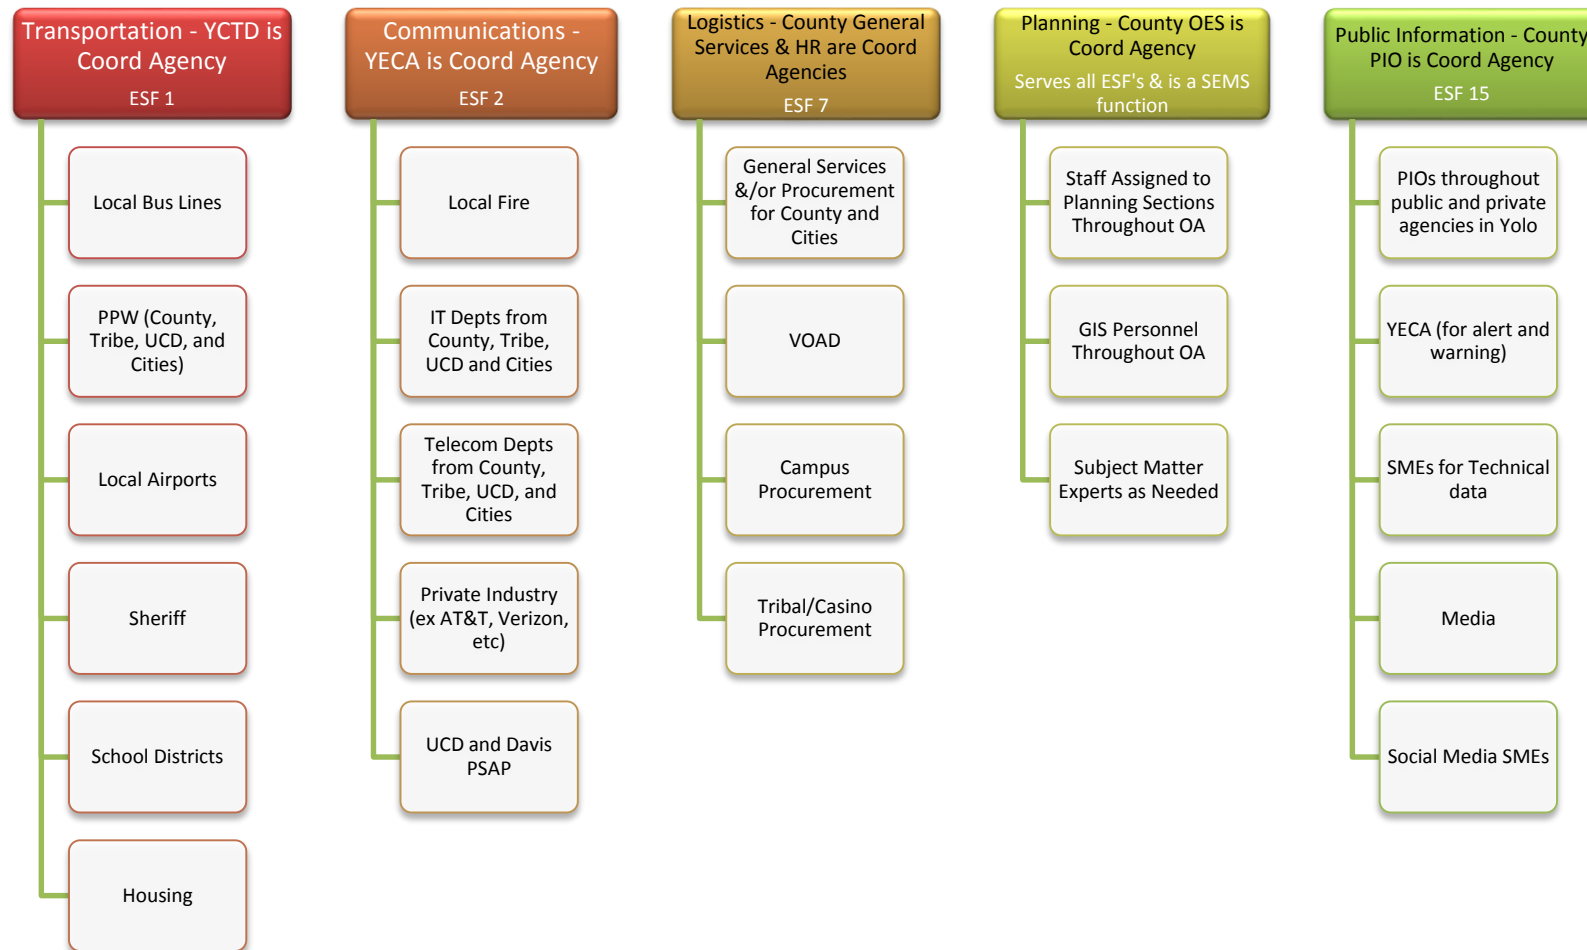 Transportation - YCTD is
Coord Agency
ESF 1
Local Bus Lines
PPW (County,
Tribe, UCD, and
Cities)
Local Airports
Sheriff
School Districts
Housing
Communications -
YECA is Coord Agency
ESF 2
Local Fire
IT Depts from
County, Tribe,
UCD and Cities
Telecom Depts
from County,
Tribe, UCD, and
Cities
Private Industry
(ex AT&T, Verizon,
etc)
UCD and Davis
PSAP
Logistics - County General
Services & HR are Coord
Agencies
ESF 7
General Services
&/or Procurement
for County and
Cities
VOAD
Campus
Procurement
Tribal/Casino
Procurement
Planning - County OES is
Coord Agency
Serves all ESF's & is a SEMS
function
Staff Assigned to
Planning Sections
Throughout OA
GIS Personnel
Throughout OA
Subject Matter
Experts as Needed
Public Information - County
PIO is Coord Agency
ESF 15
PIOs throughout
public and private
agencies in Yolo
YECA (for alert and
warning)
SMEs for Technical
data
Media
Social Media SMEs